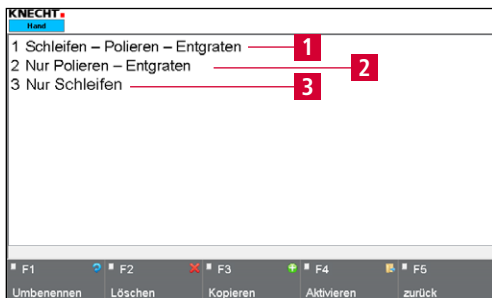 KNECHT
Hand
1 Schleifen – Polieren – Entgraten
1
2 Nur Polieren – Entgraten
2
3 Nur Schleifen
3
F1 F2 F3 F4 F5
Umbenennen Löschen Kopieren Aktivieren zurück